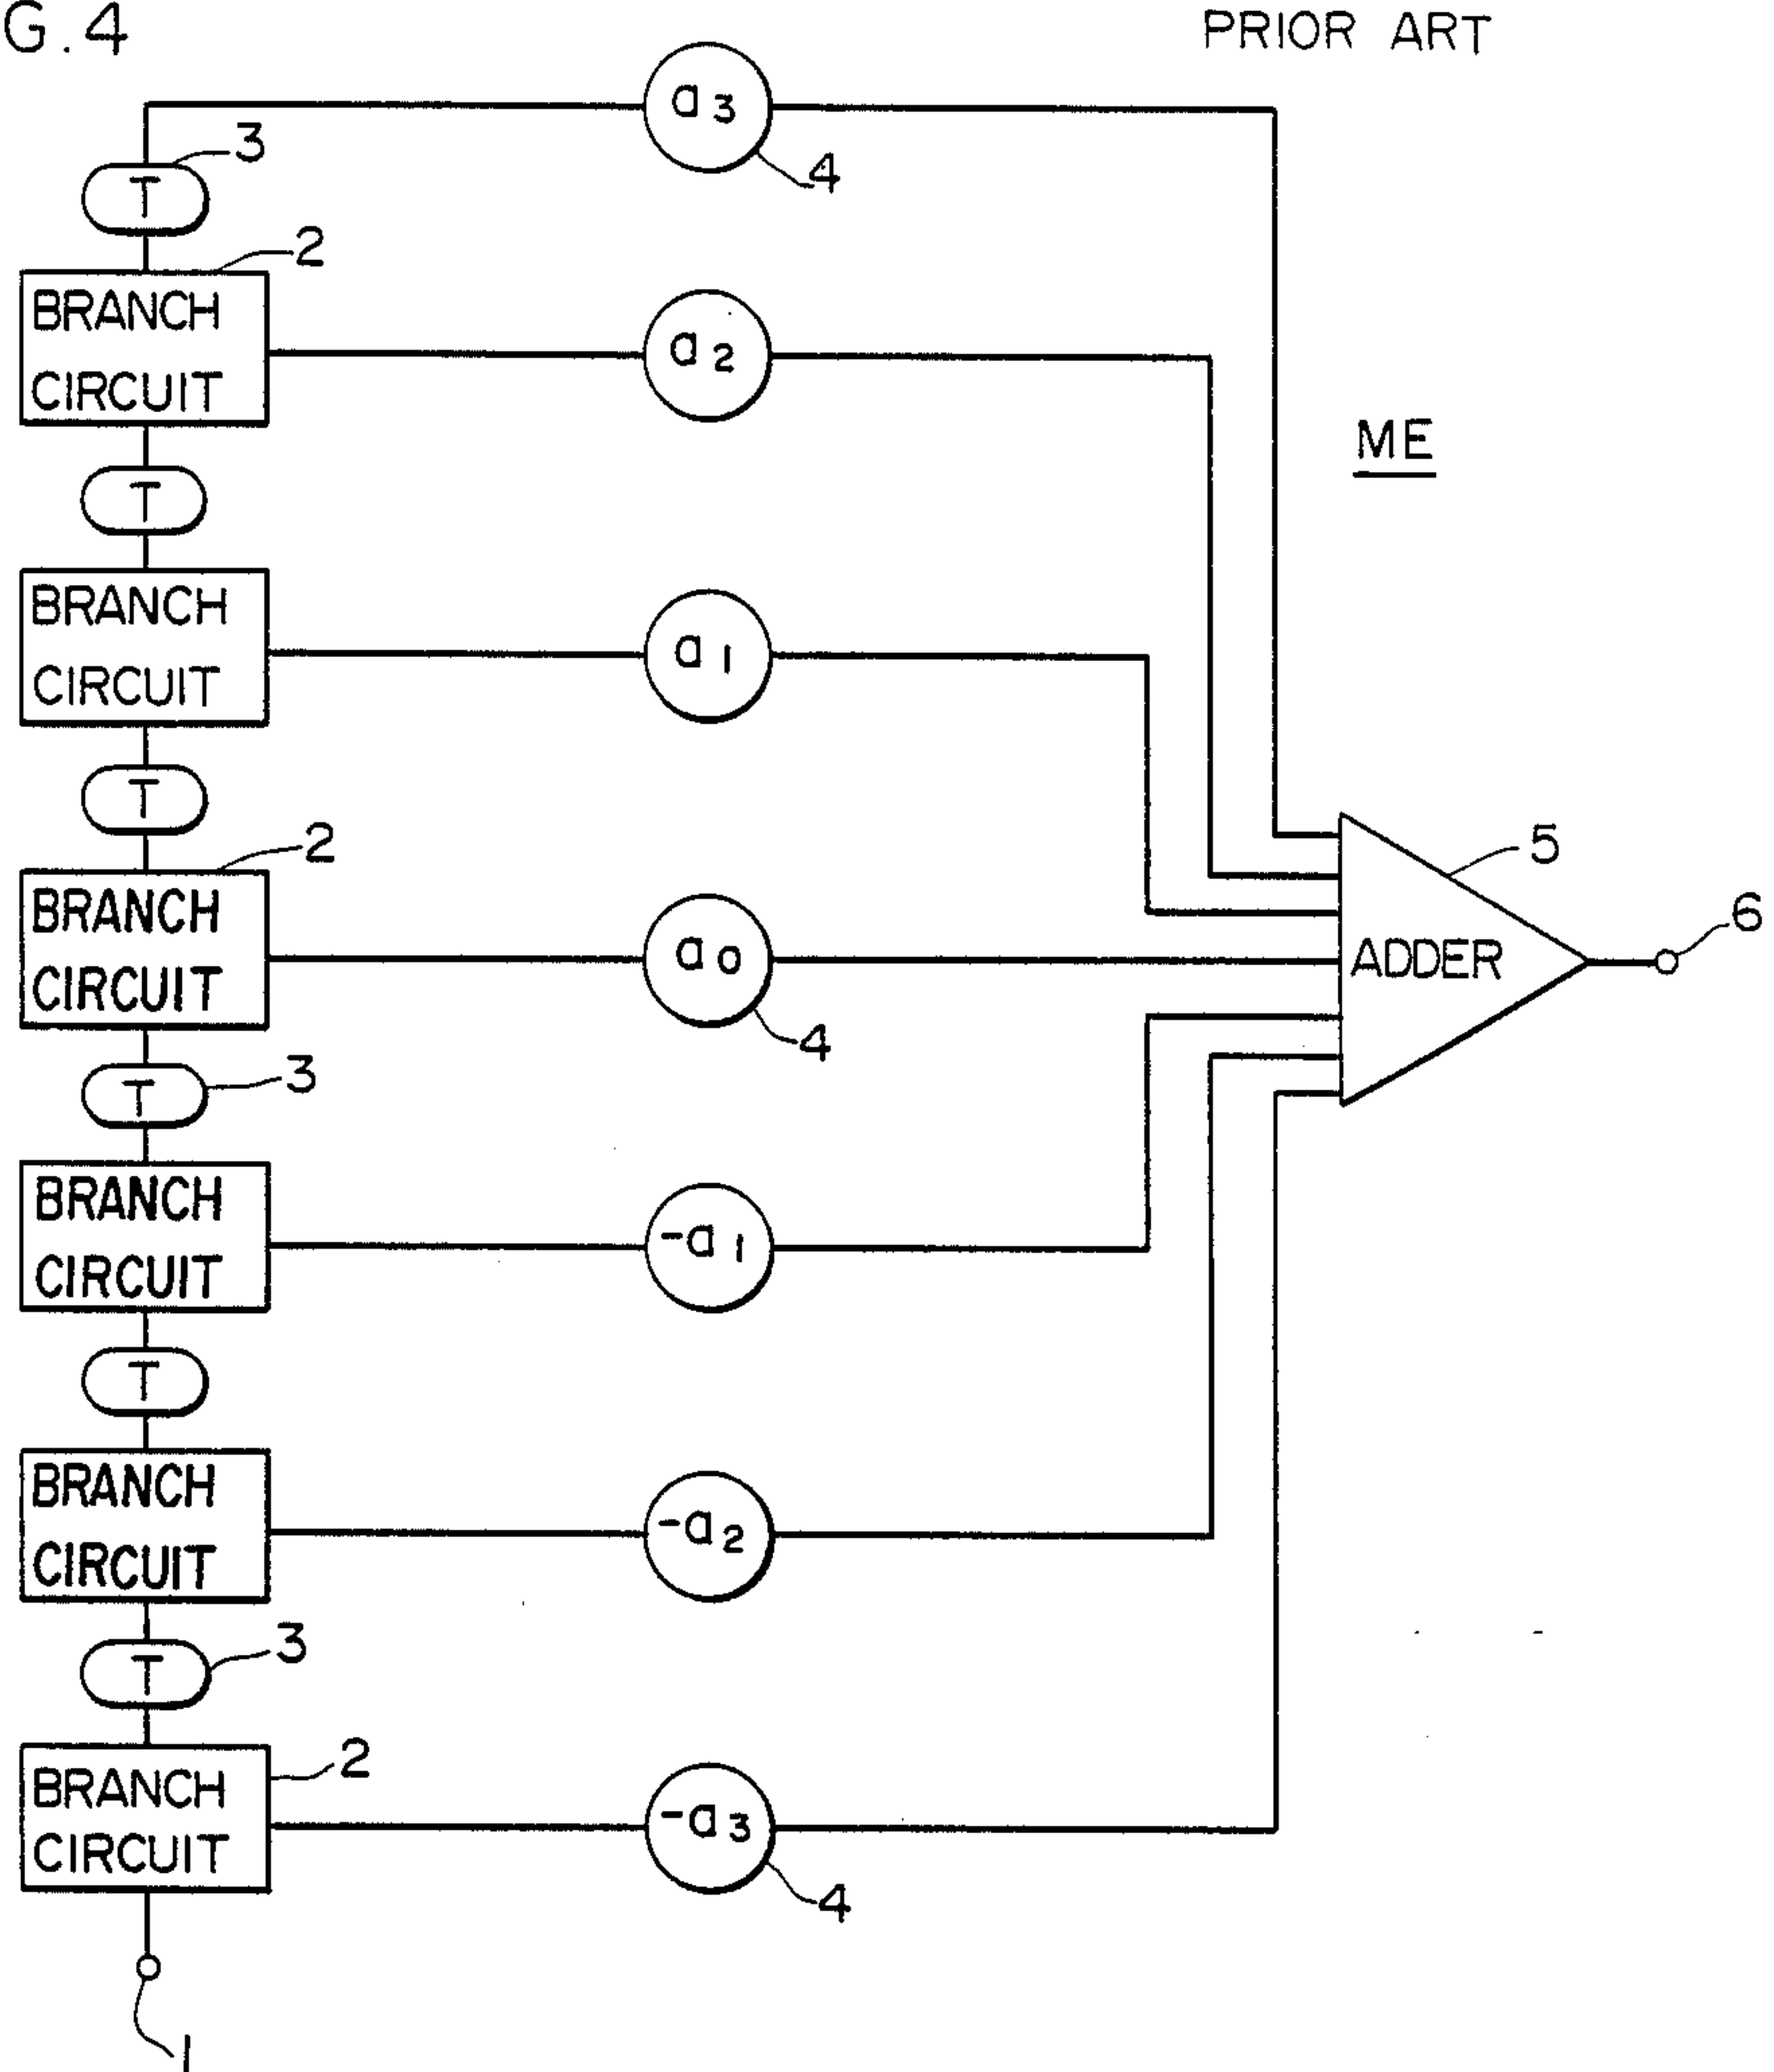 G.4
PRIOR ART
a3
3
4
T
2
BRANCH
CIRCUIT
a2
ME
T
BRANCH
CIRCUIT
a1
T
2
5
BRANCH
CIRCUIT
a0
ADDER
6
4
T
3
BRANCH
CIRCUIT
-a1
T
BRANCH
CIRCUIT
-a2
T
3
2
BRANCH
CIRCUIT
-a3
4
1